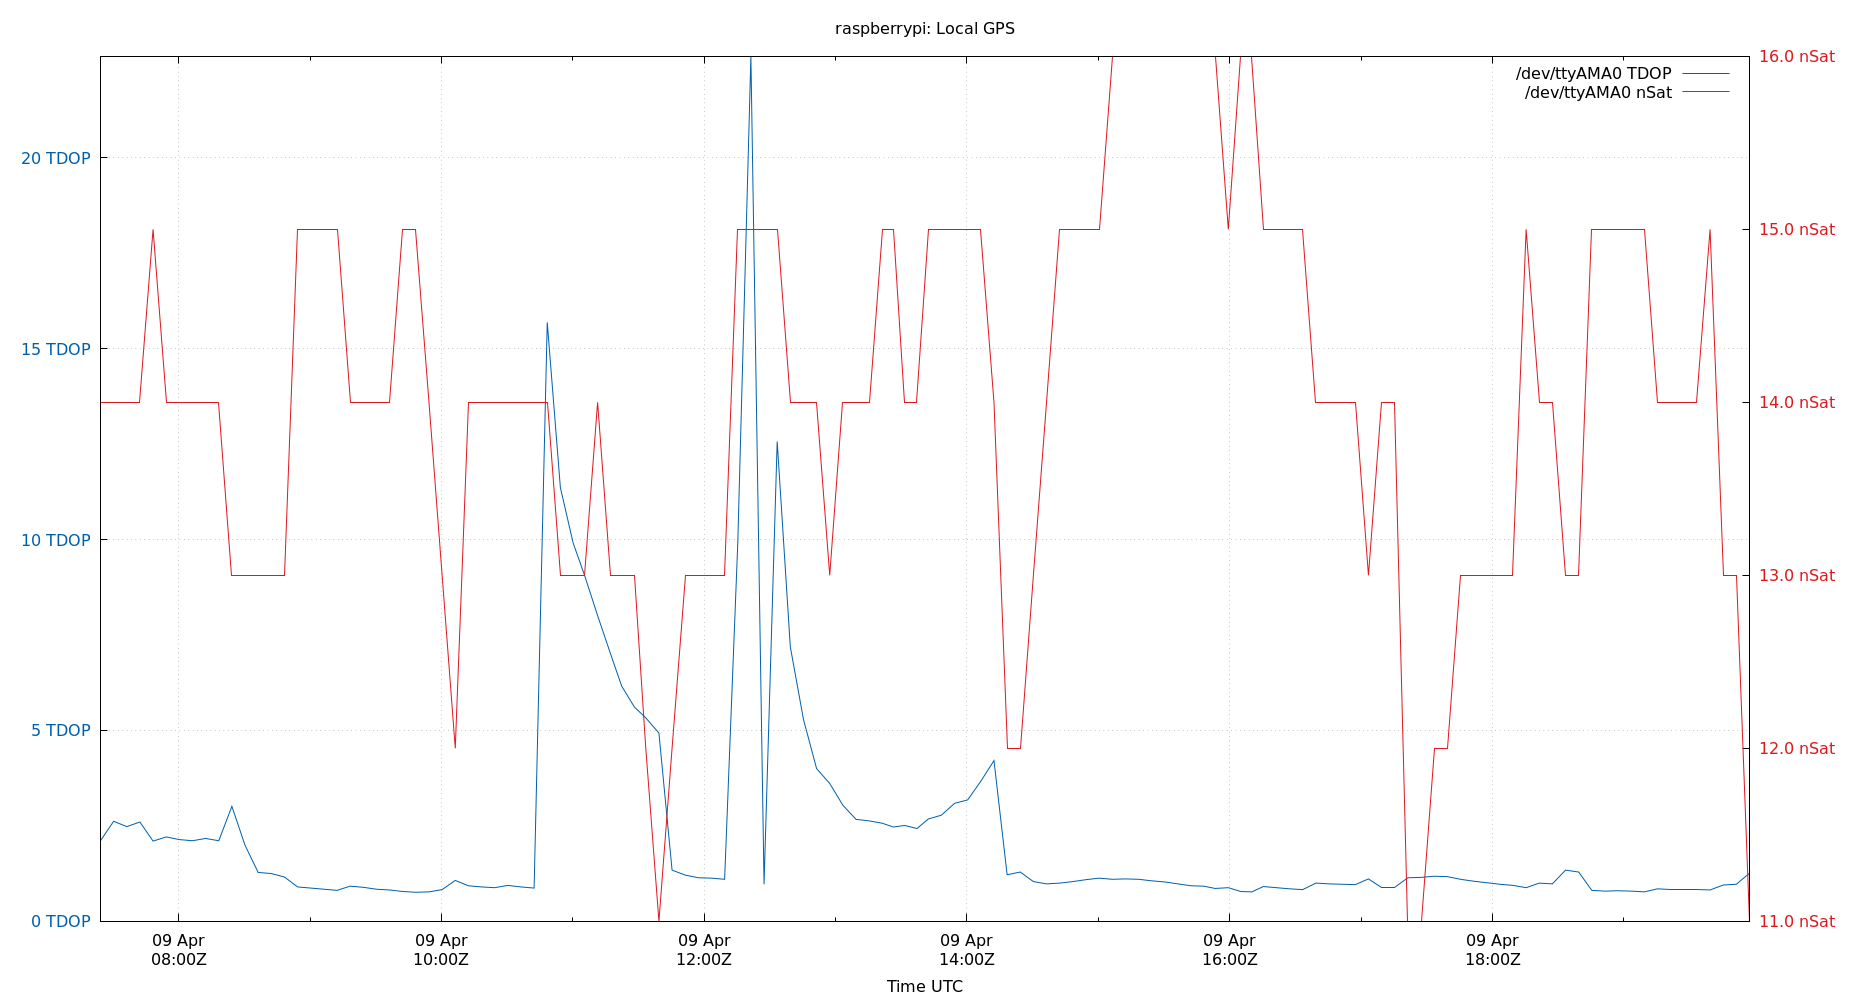 raspberrypi: Local GPS
/dev/ttyAMA0 TDOP
/dev/ttyAMA0 nSat
20 TDOP
15 TDOP
10 TDOP
5 TDOP
0 TDOP
16.0 nSat
15.0 nSat
14.0 nSat
13.0 nSat
12.0 nSat
11.0 nSat
09 Apr
08:00Z
09 Apr
10:00Z
09 Apr
12:00Z
09 Apr
14:00Z
09 Apr
16:00Z
09 Apr
18:00Z
Time UTC